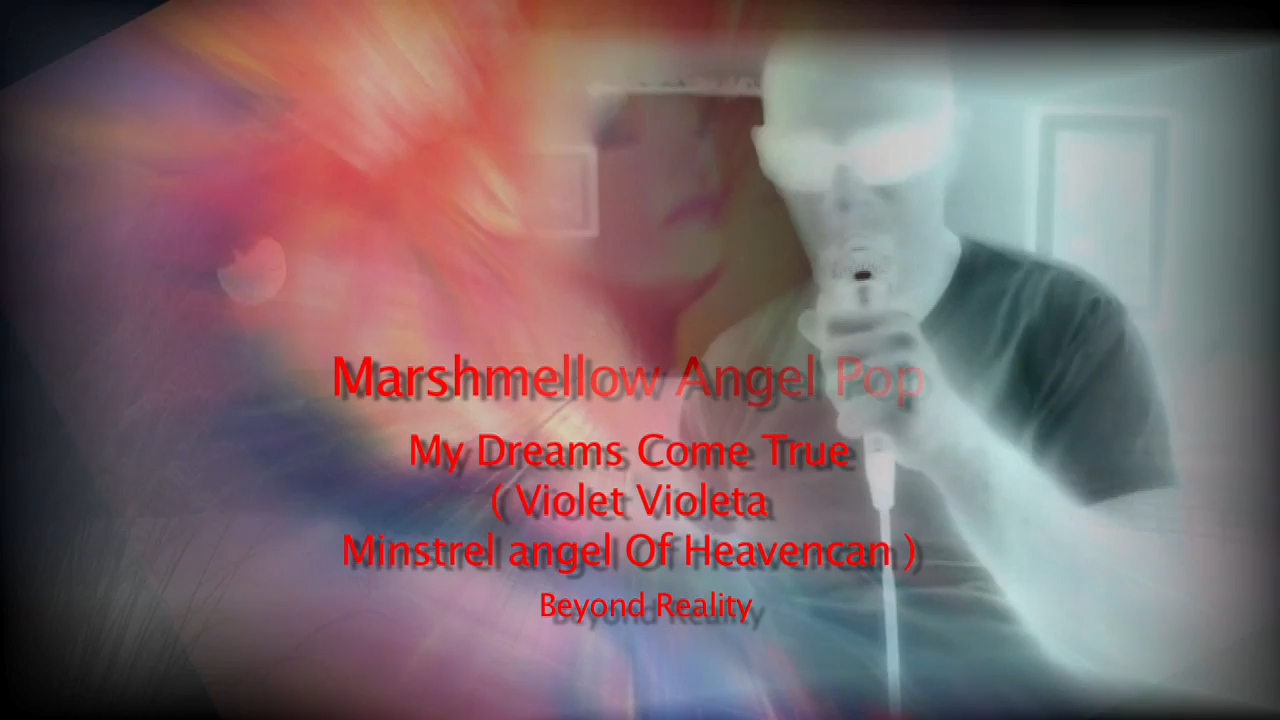 Marshmellow Angel Pop
My Dreams Come True
( Violet Violeta
Minstrel angel Of Heavencan )
Beyond Reality